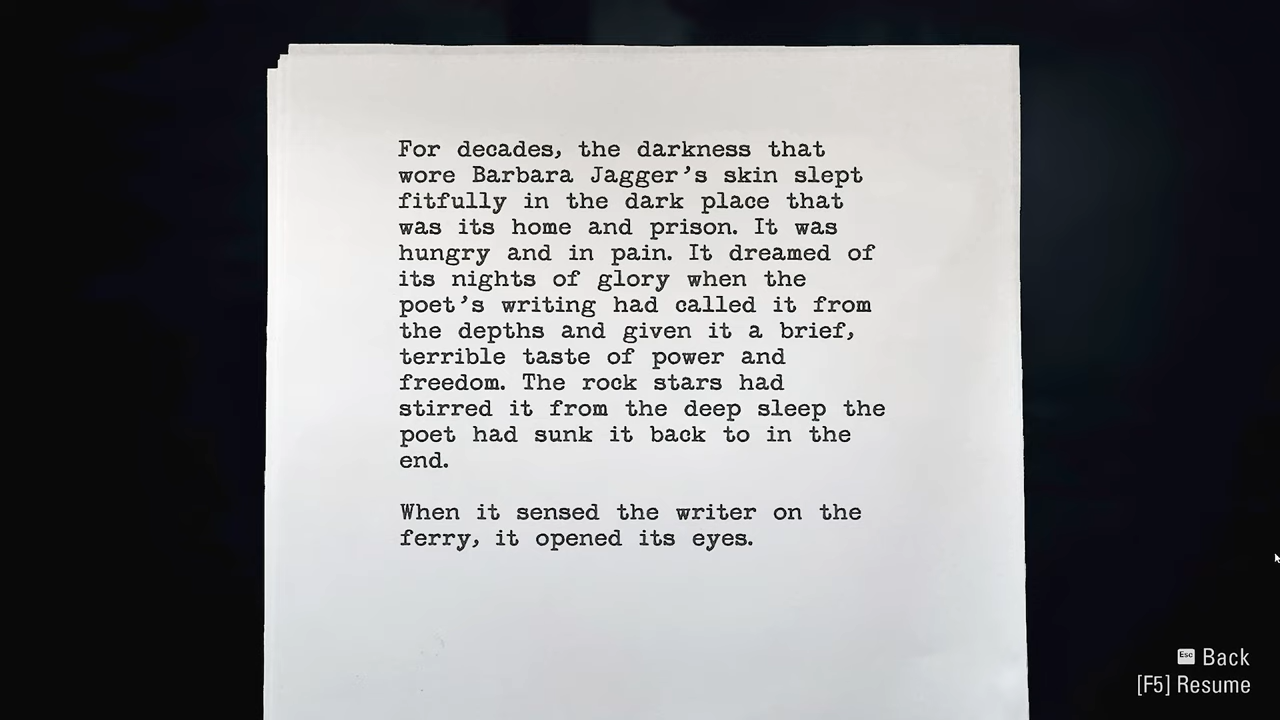 For decades, the darkness that
wore Barbara Jagger’s skin slept
fitfully in the dark place that
was its home and prison. It was
hungry and in pain. It dreamed of
its nights of glory when the
poet’s writing had called it from
the depths and given it a brief,
terrible taste of power and
freedom. The rock stars had
stirred it from the deep sleep the
poet had sunk it back to in the
end.
When it sensed the writer on the
ferry, it opened its eyes.
Esc Back
[F5] Resume